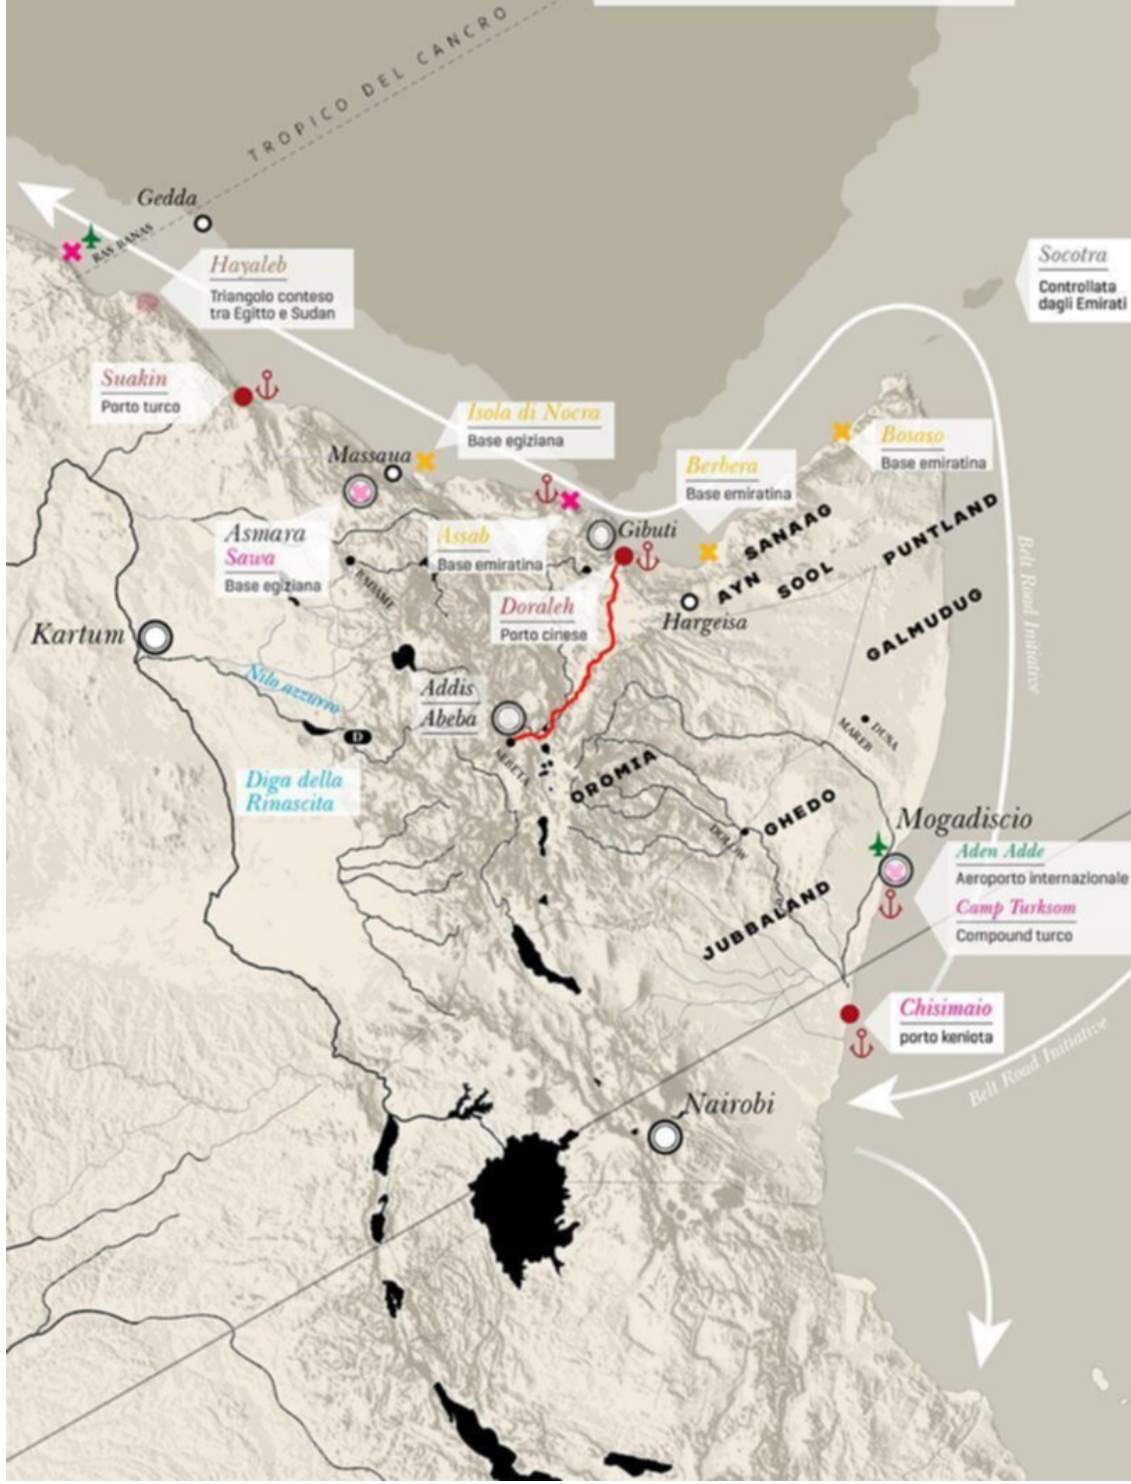 TROPICO DEL CANCRO
Gedda
RAS BANAS
Hayaleb
Triangolo conteso
tra Egitto e Sudan
Socotra
Controllata
dagli Emirati
Suakin
Porto turco
Isola di Nocra
Base egiziana
Massaua
Bosaso
Base emiratina
Berbera
Base emiratina
Asmara
Sawa
Base egiziana
Assab
Base emiratina
Gibuti
SANAAG
PUNTLAND
AYN
SOOL
BADAME
Doraleh
Porto cinese
Hargeisa
GALMUDUG
Belt Road Initiative
Kartum
Nilo azzurro
Addis
Abeba
D
DUSA
MAREB
SEBETA
OROMIA
Diga della
Rinascita
GHEDO
DOLOW
Mogadiscio
Aden Adde
Aeroporto internazionale
Camp Turksom
Compound turco
JUBBALAND
Chisimaio
porto keniota
Belt Road Initiative
Nairobi